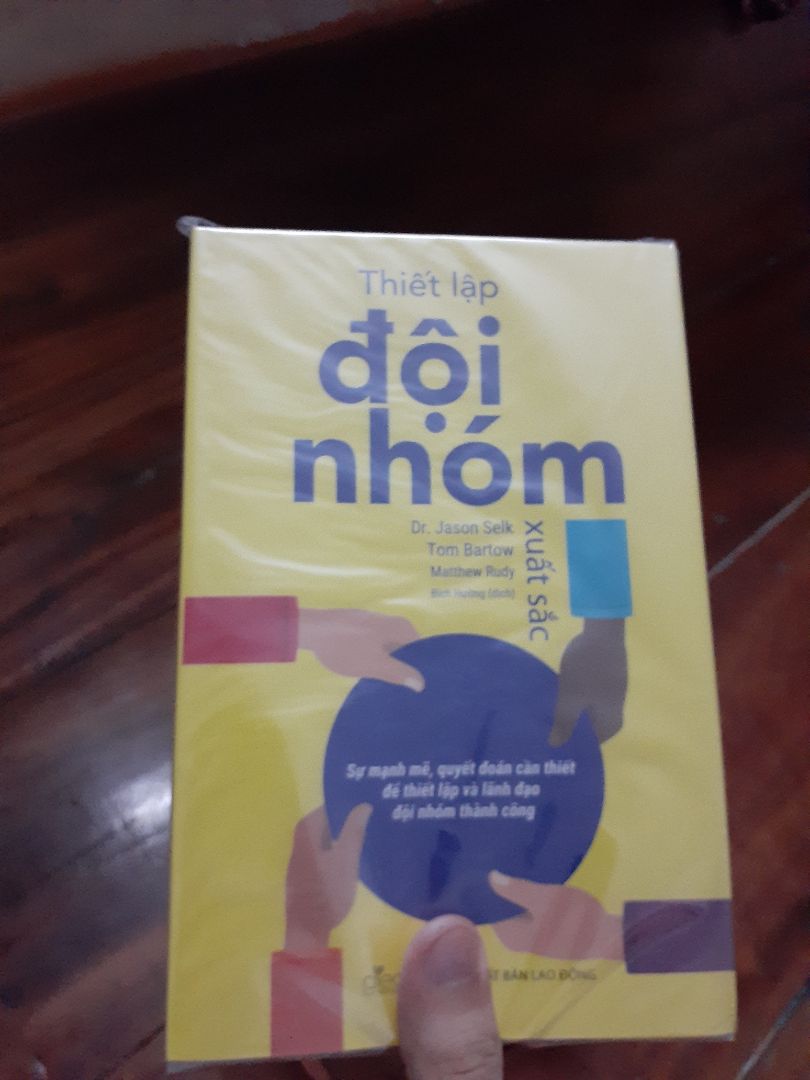 Thiết lập
đội
nhóm
xuất sắc
Dr. Jason Selk
Tom Bartow
Matthew Rudy
Bích Hường (dịch)
Sự mạnh mẽ, quyết đoán cần thiết
để thiết lập và lãnh đạo
đội nhóm thành công
BẢN LAO ĐỘNG